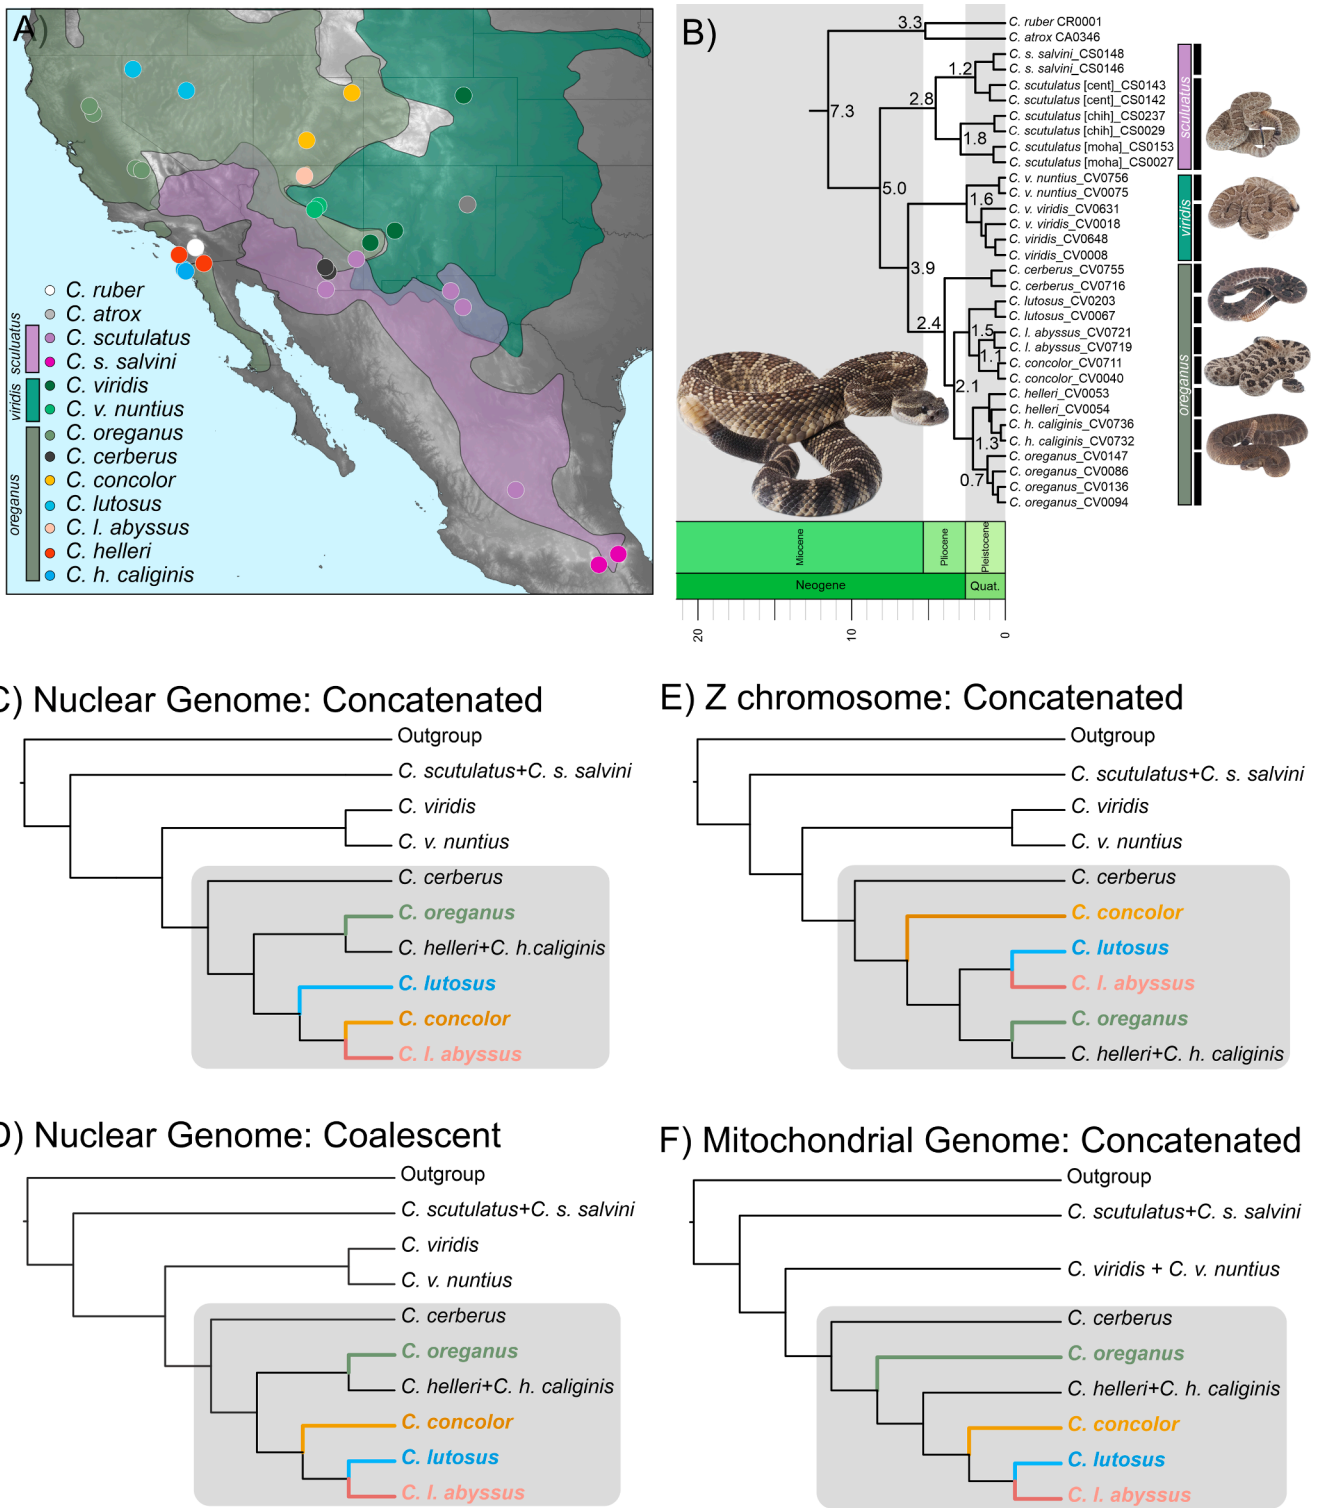 A)
C. ruber
C. atrox
C. scutulatus
C. s. salvini
C. viridis
C. v. nuntius
C. oreganus
C. cerberus
C. concolor
C. lutosus
C. l. abyssus
C. helleri
C. h. caliginis
sculuatus
viridis
oreganus
B)
C. ruber CR0001
C. atrox CA0346
C. s. salvini_CS0148
C. s. salvini_CS0146
C. scutulatus [cent]_CS0143
C. scutulatus [cent]_CS0142
C. scutulatus [chih]_CS0237
C. scutulatus [chih]_CS0029
C. scutulatus [moha]_CS0153
C. scutulatus [moha]_CS0027
C. v. nuntius_CV0756
C. v. nuntius_CV0075
C. v. viridis_CV0631
C. v. viridis_CV0018
C. viridis_CV0648
C. viridis_CV0008
C. cerberus_CV0755
C. cerberus_CV0716
C. lutosus_CV0203
C. lutosus_CV0067
C. l. abyssus_CV0721
C. l. abyssus_CV0719
C. concolor_CV0711
C. concolor_CV0040
C. helleri_CV0053
C. helleri_CV0054
C. h. caliginis_CV0736
C. h. caliginis_CV0732
C. oreganus_CV0147
C. oreganus_CV0086
C. oreganus_CV0136
C. oreganus_CV0094
3.3
1.2
2.8
7.3
1.8
5.0
1.6
3.9
2.4
1.5
1.1
2.1
1.3
0.7
sculuatus
viridis
oreganus
Miocene
Pliocene
Pleistocene
Neogene
Quat.
20
10
0
C) Nuclear Genome: Concatenated
Outgroup
C. scutulatus+C. s. salvini
C. viridis
C. v. nuntius
C. cerberus
C. oreganus
C. helleri+C. h.caliginis
C. lutosus
C. concolor
C. l. abyssus
E) Z chromosome: Concatenated
Outgroup
C. scutulatus+C. s. salvini
C. viridis
C. v. nuntius
C. cerberus
C. concolor
C. lutosus
C. l. abyssus
C. oreganus
C. helleri+C. h. caliginis
D) Nuclear Genome: Coalescent
Outgroup
C. scutulatus+C. s. salvini
C. viridis
C. v. nuntius
C. cerberus
C. oreganus
C. helleri+C. h. caliginis
C. concolor
C. lutosus
C. l. abyssus
F) Mitochondrial Genome: Concatenated
Outgroup
C. scutulatus+C. s. salvini
C. viridis + C. v. nuntius
C. cerberus
C. oreganus
C. helleri+C. h. caliginis
C. concolor
C. lutosus
C. l. abyssus